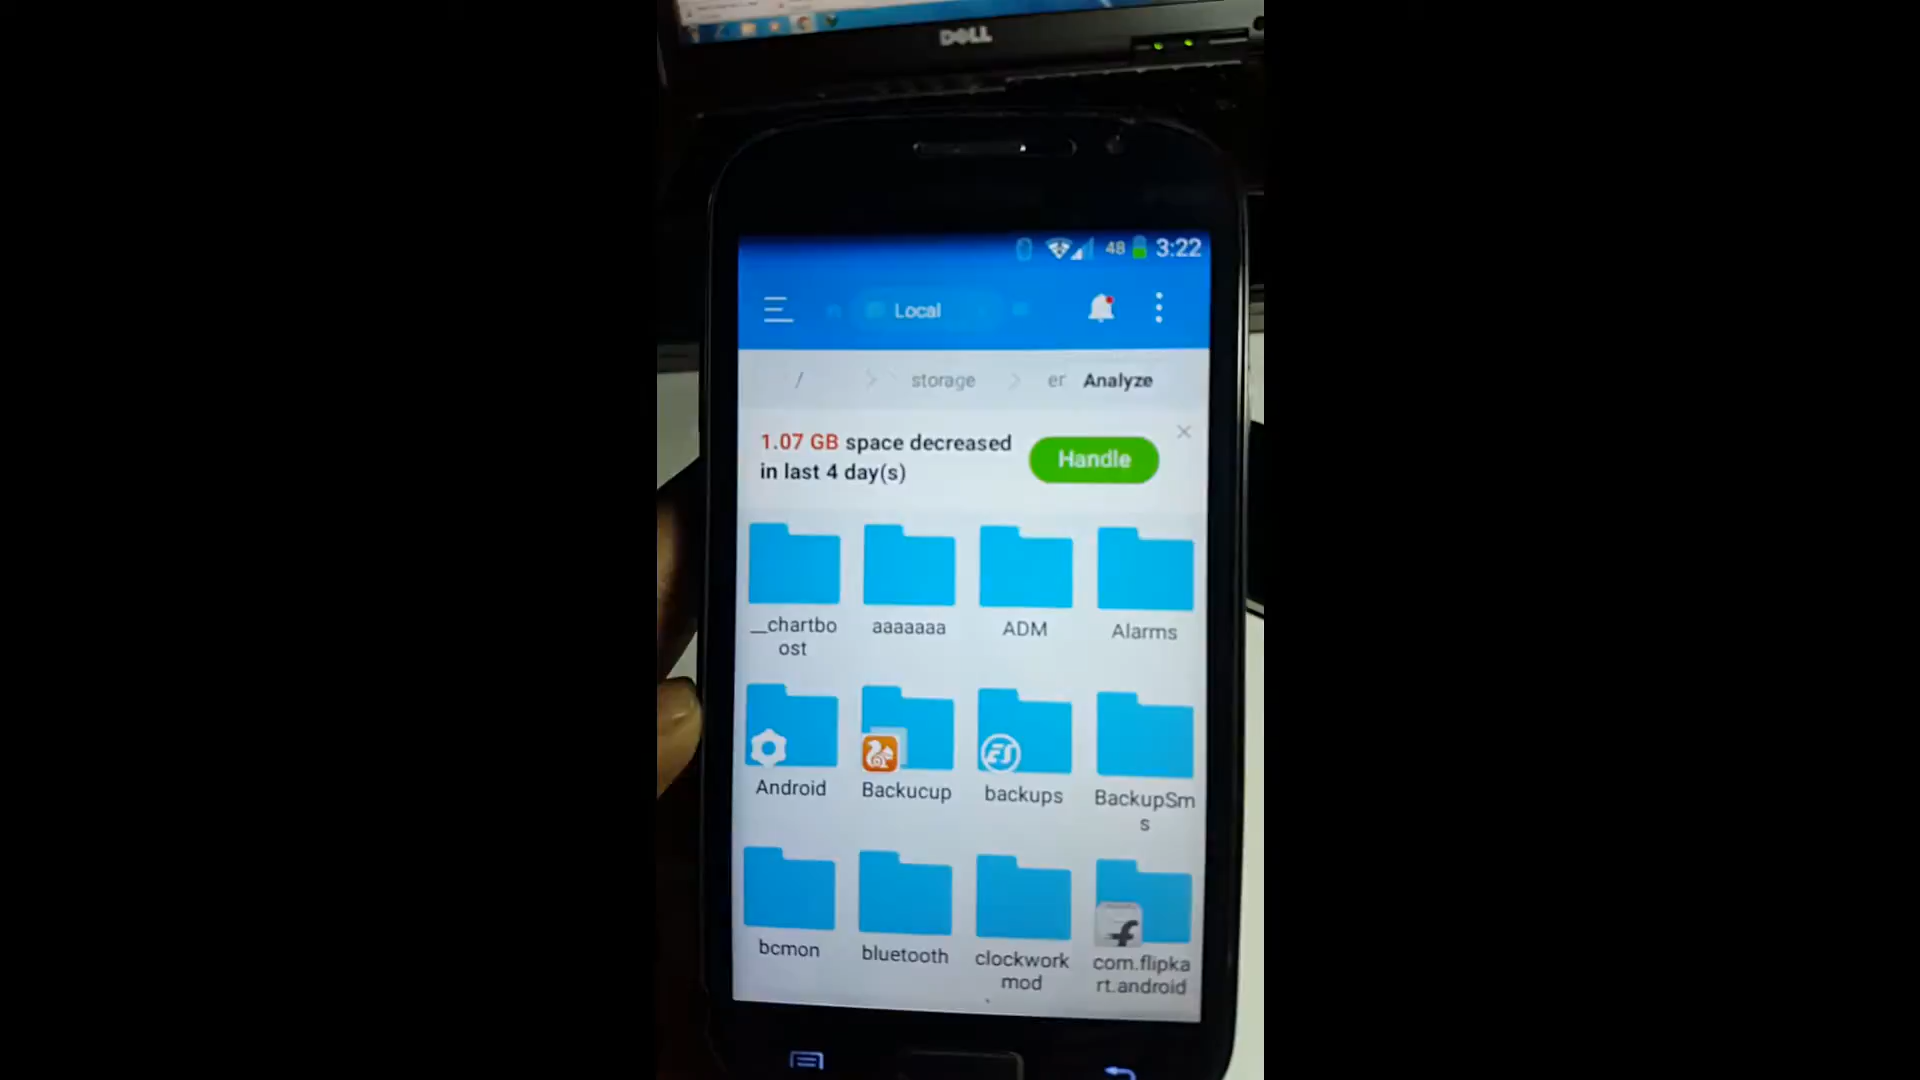 DELL
48 3:22
Local
/ storage er Analyze
1.07 GB space decreased
in last 4 day(s)
Handle
__chartbo
ost
aaaaaaa
ADM
Alarms
Android
Backucup
backups
BackupSm
s
bcmon
bluetooth
clockwork
mod
com.flipka
rt.android